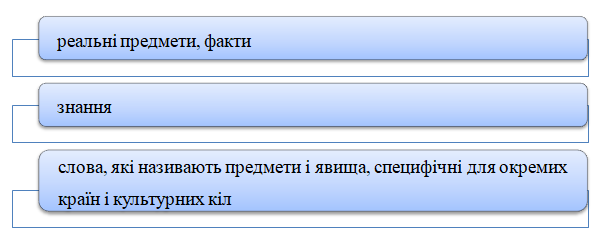 реальні предмети, факти
знання
слова, які називають предмети і явища, специфічні для окремих
країн і культурних кіл